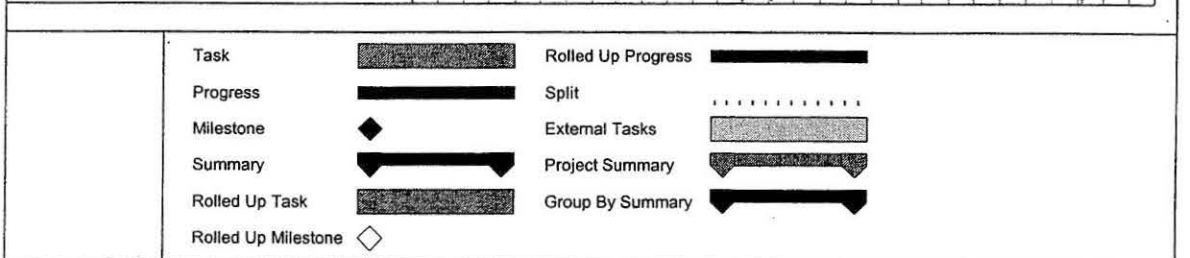 Task
Progress
Milestone
Summary
Rolled Up Task
Rolled Up Milestone
Rolled Up Progress
Split
External Tasks
Project Summary
Group By Summary